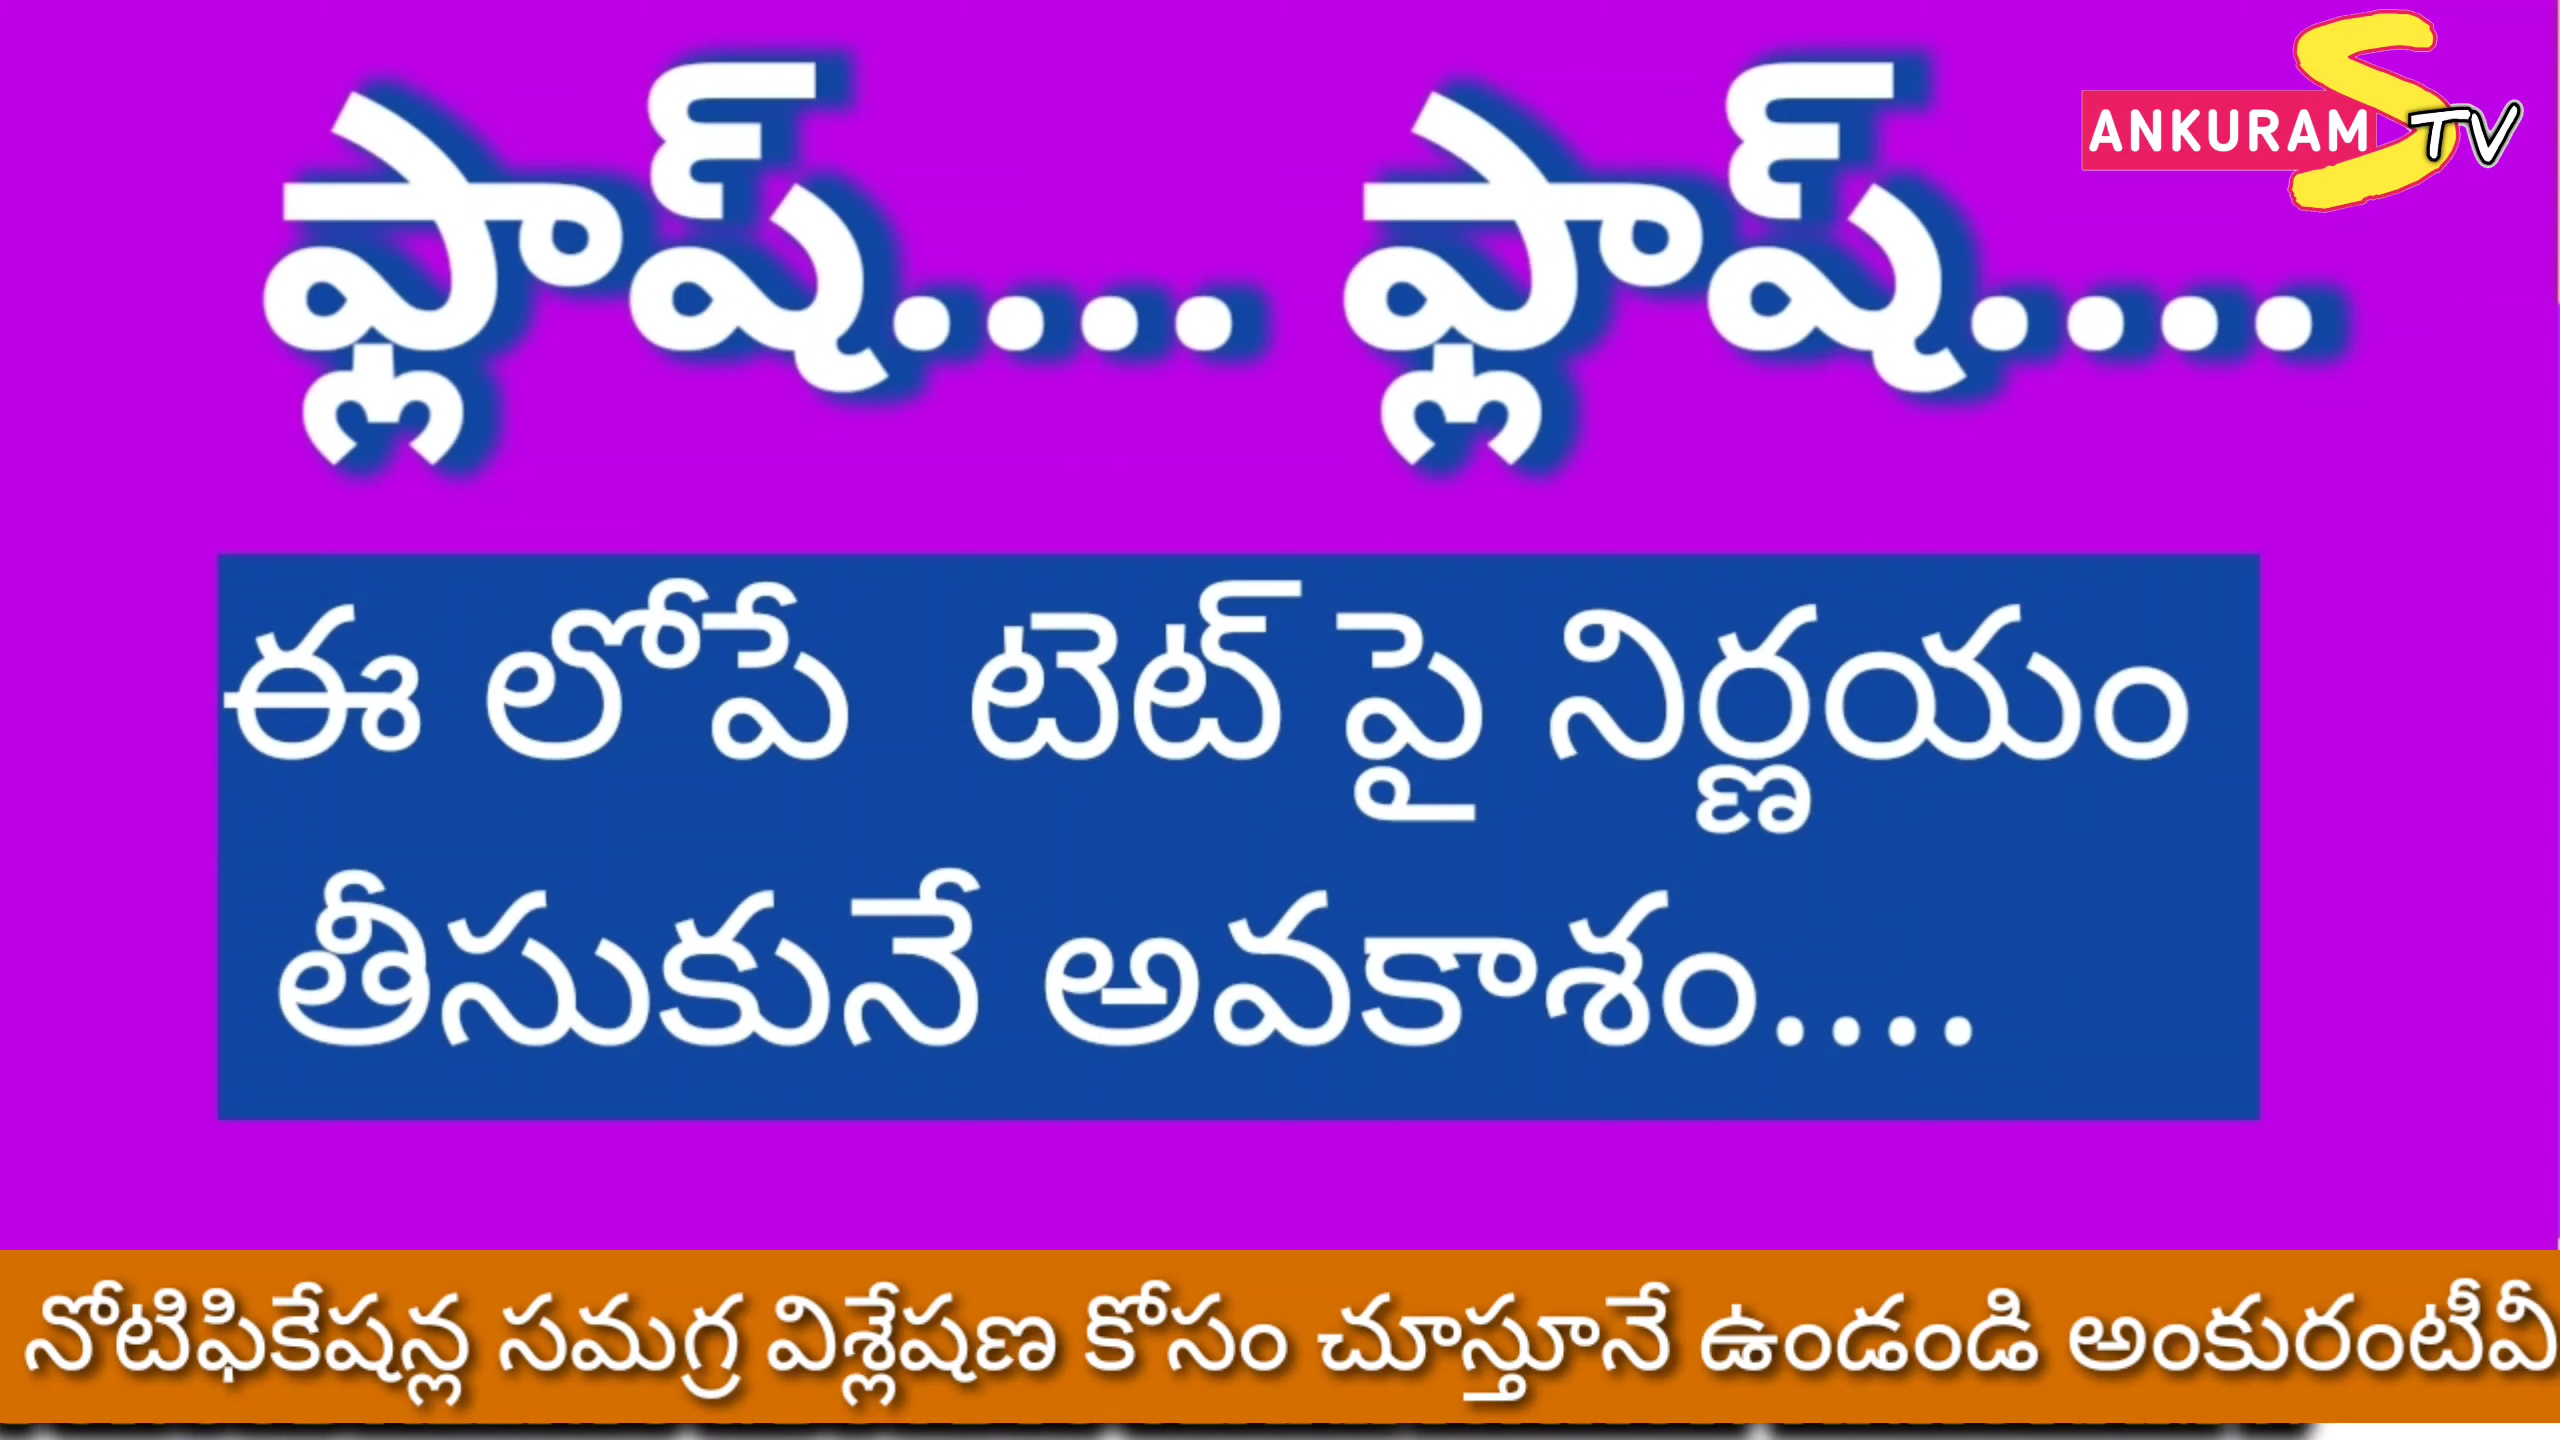 ANKURAM S TV
ఫ్లాష్.... ఫ్లాష్....
ఈ లోపే టెట్ పై నిర్ణయం
తీసుకునే అవకాశం....
నోటిఫికేషన్ల సమగ్ర విశ్లేషణ కోసం చూస్తూనే ఉండండి అంకురంటీవీ